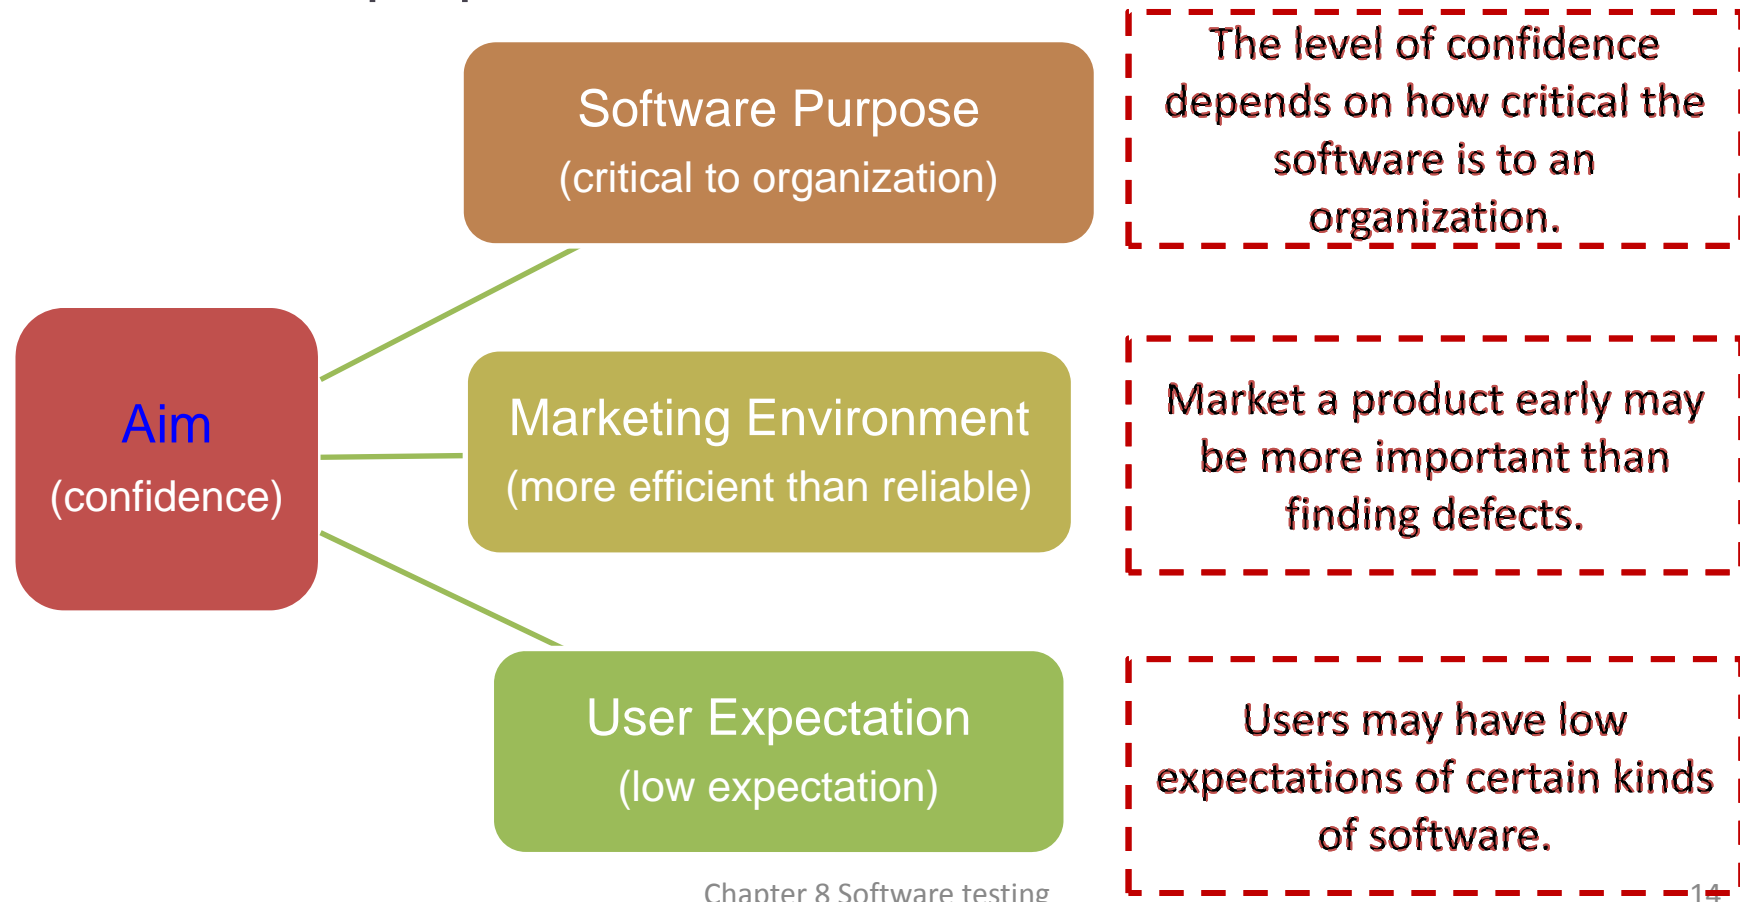 Software Purpose
(critical to organization)
The level of confidence
depends on how critical the
software is to an
organization.
Aim
(confidence)
Marketing Environment
(more efficient than reliable)
Market a product early may
be more important than
finding defects.
User Expectation
(low expectation)
Users may have low
expectations of certain kinds
of software.
Chapter 8 Software testing
14